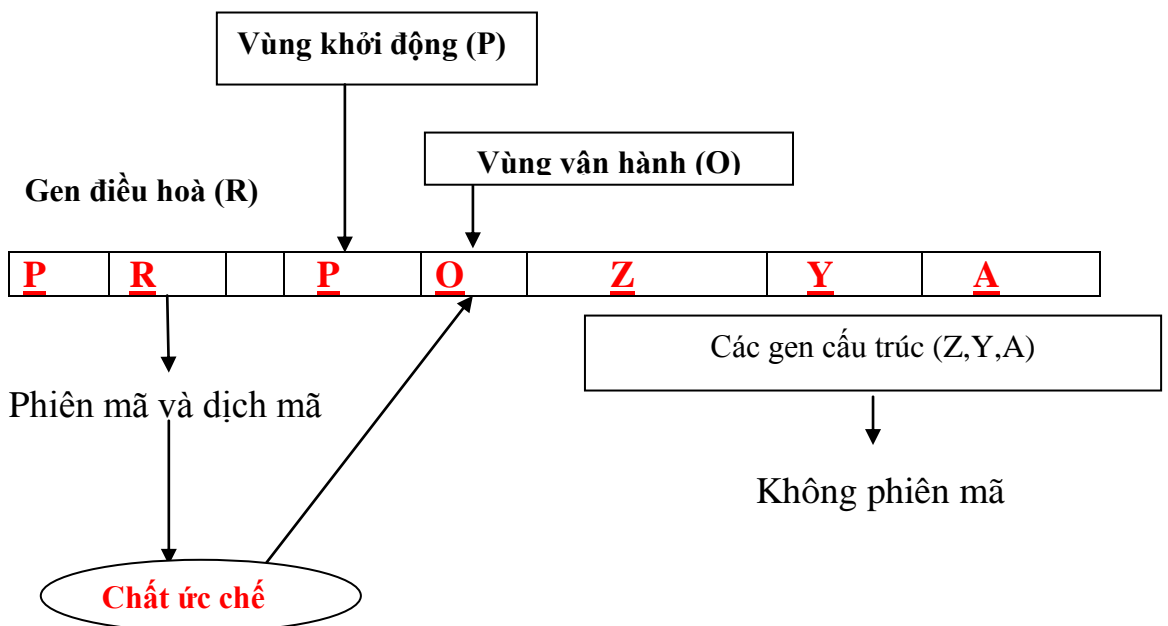 Vùng khởi động (P)
Vùng vân hành (O)
Gen điều hoà (R)
P R P O Z Y A
Các gen cấu trúc (Z,Y,A)
Phiên mã và dịch mã
Không phiên mã
Chất ức chế